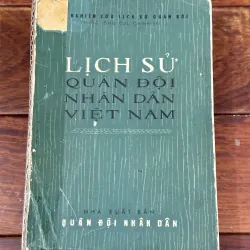 NGHIÊN CỨU LỊCH SỬ QUÂN ĐỘI
LỊCH SỬ
QUÂN ĐỘI
NHÂN DÂN
VIỆT NAM
NHÀ XUẤT BẢN
QUÂN ĐỘI NHÂN DÂN